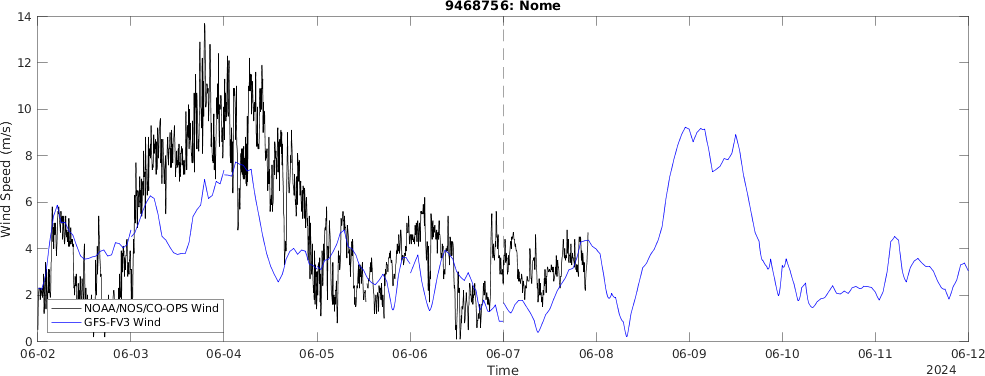 9468756: Nome
14
12
10
8
6
4
2
0
Wind Speed (m/s)
NOAA/NOS/CO-OPS Wind
GFS-FV3 Wind
06-02 06-03 06-04 06-05 06-06 06-07 06-08 06-09 06-10 06-11 06-12
Time
2024